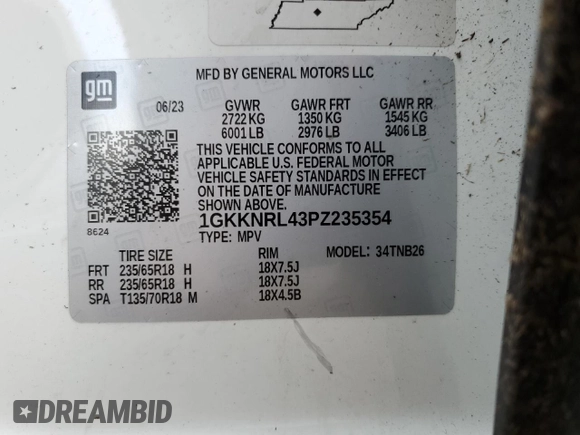 gm
MFD BY GENERAL MOTORS LLC
06/23 GVWR GAWR FRT GAWR RR
2722 KG 1350 KG 1545 KG
6001 LB 2976 LB 3406 LB
THIS VEHICLE CONFORMS TO ALL
APPLICABLE U.S. FEDERAL MOTOR
VEHICLE SAFETY STANDARDS IN EFFECT
ON THE DATE OF MANUFACTURE
SHOWN ABOVE.
8624 1GKKNRL43PZ235354
TYPE: MPV MODEL: 34TNB26
TIRE SIZE RIM
FRT 235/65R18 H 18X7.5J
RR 235/65R18 H 18X7.5J
SPA T135/70R18 M 18X4.5B
DREAMBID